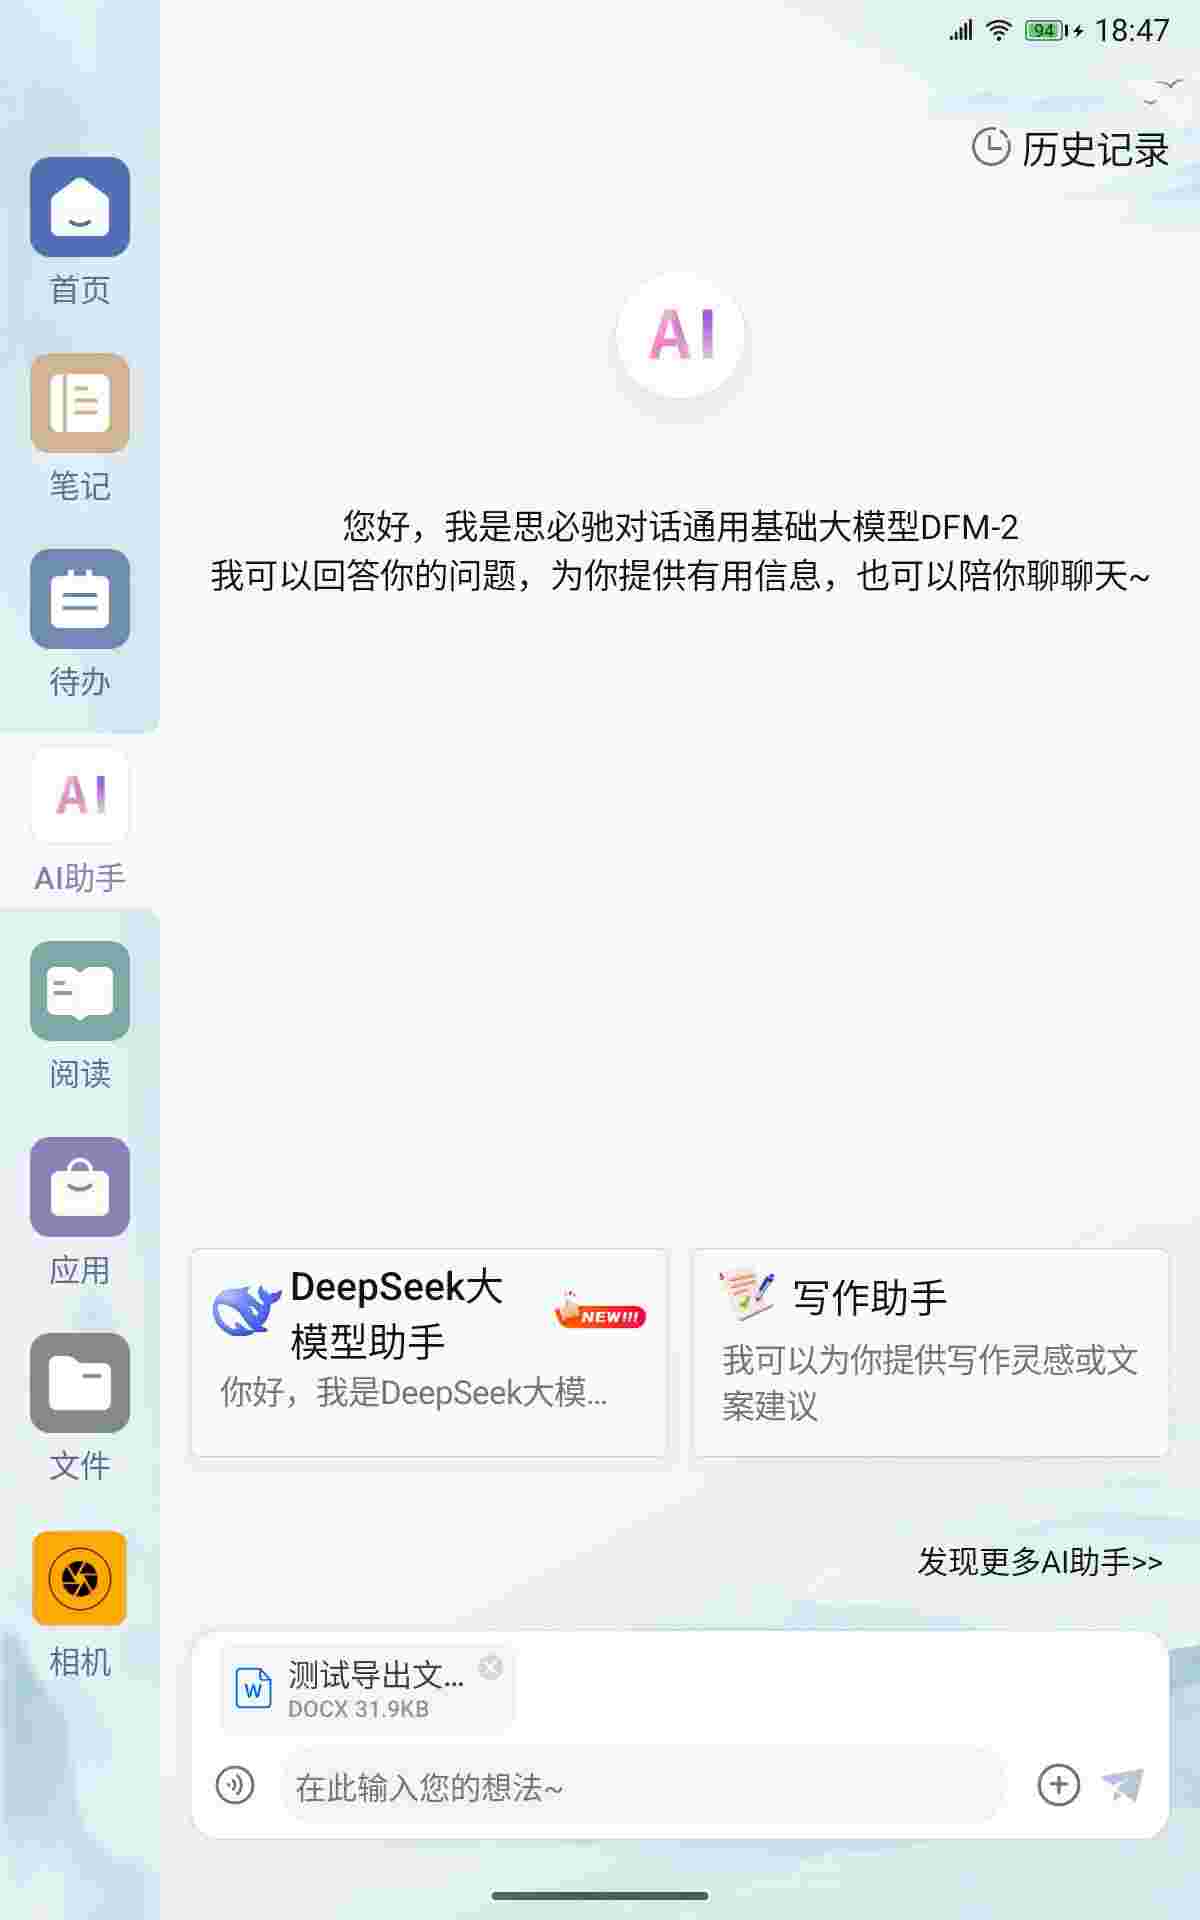 94 18:47
历史记录
首页
笔记
待办
AI
AI助手
阅读
应用
文件
相机
AI
您好，我是思必驰对话通用基础大模型DFM-2
我可以回答你的问题，为你提供有用信息，也可以陪你聊聊天~
DeepSeek大
模型助手
NEW!!!
你好，我是DeepSeek大模...
写作助手
我可以为你提供写作灵感或文
案建议
发现更多AI助手>>
W
测试导出文...
DOCX 31.9KB
在此输入您的想法~